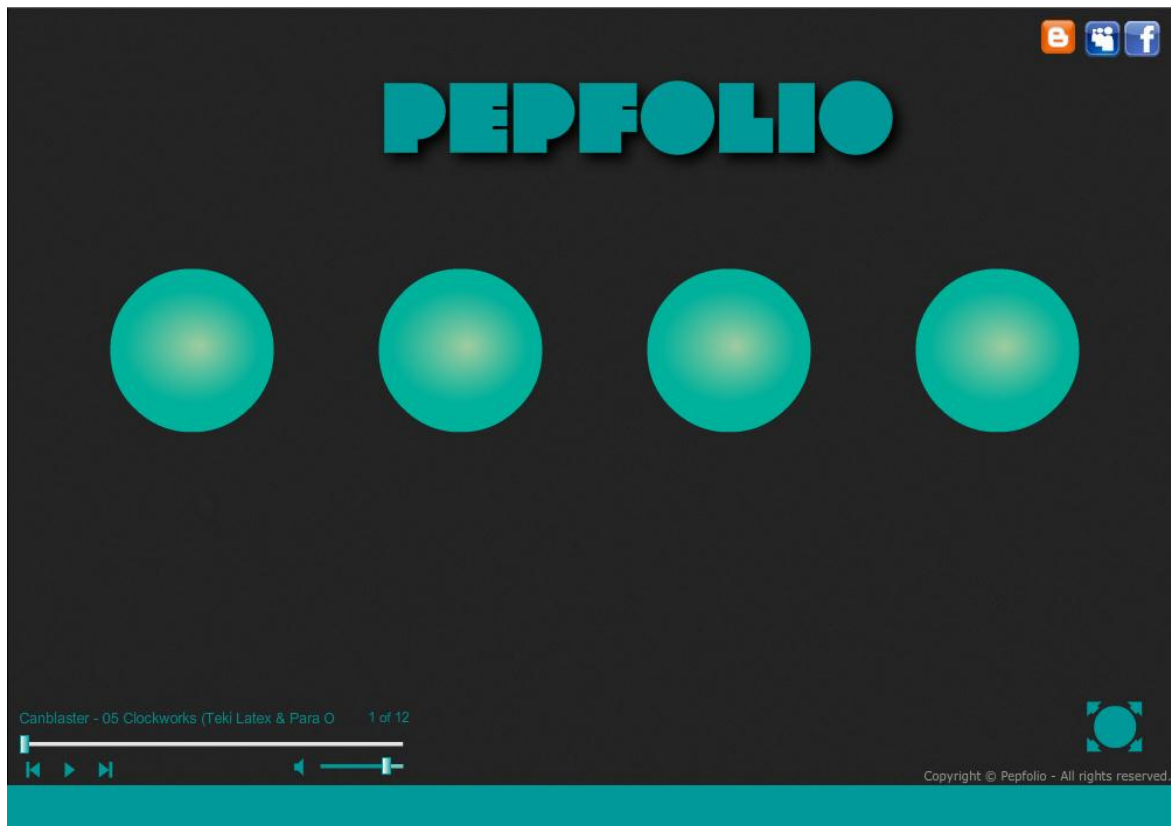 PEPFOLIO
Canblaster - 05 Clockworks (Teki Latex & Para O
1 of 12
Copyright © Pepfolio - All rights reserved.